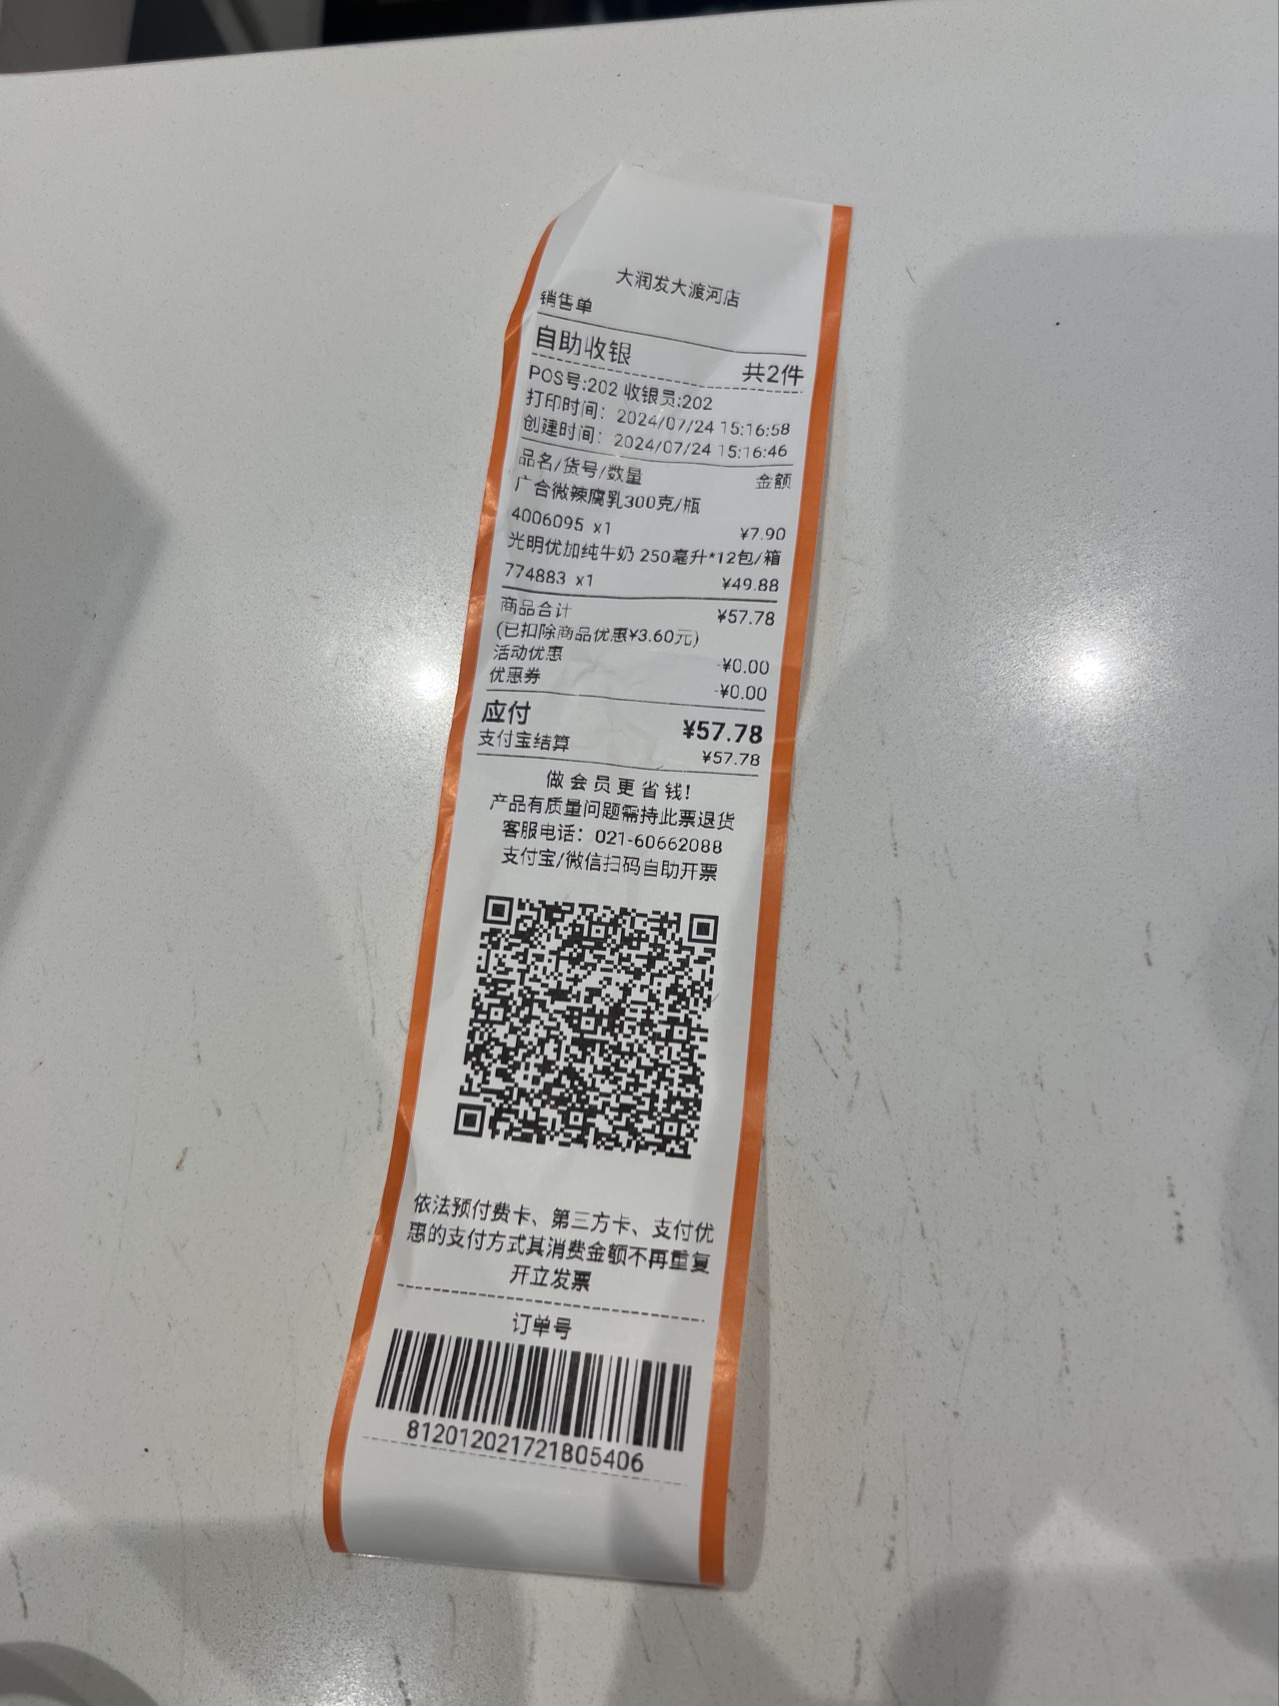 大润发大渡河店
销售单
自助收银 共2件
POS号:202 收银员:202
打印时间: 2024/07/24 15:16:58
创建时间: 2024/07/24 15:16:46
品名/货号/数量 金额
广合微辣腐乳300克/瓶
4006095 x1 ¥7.90
光明优加纯牛奶 250毫升*12包/箱
774883 x1 ¥49.88
商品合计 ¥57.78
(已扣除商品优惠¥3.60元)
活动优惠 -¥0.00
优惠券 -¥0.00
应付 ¥57.78
支付宝结算 ¥57.78
做会员更省钱!
产品有质量问题需持此票退货
客服电话: 021-60662088
支付宝/微信扫码自助开票
依法预付费卡、第三方卡、支付优
惠的支付方式其消费金额不再重复
开立发票
订单号
812012021721805406